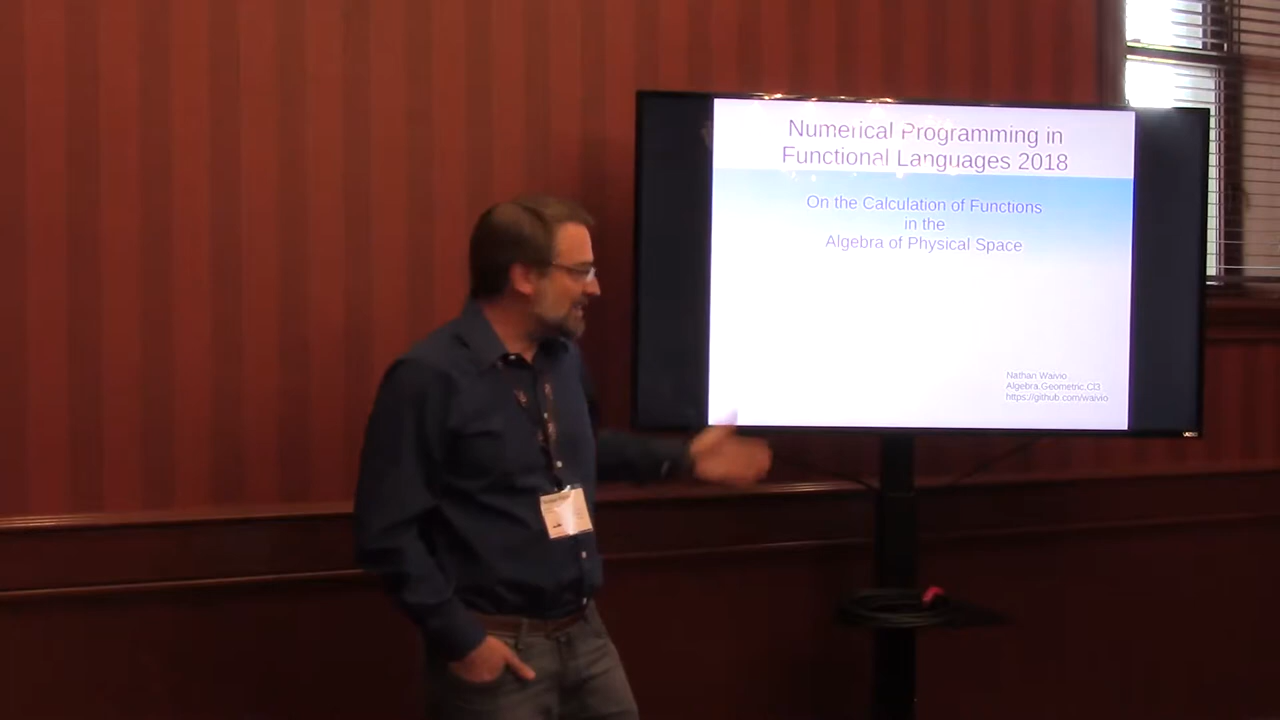 Numerical Programming in
Functional Languages 2018
On the Calculation of Functions
in the
Algebra of Physical Space
Nathan Waivio
Algebra.Geometric.Cl3
https://github.com/waivio